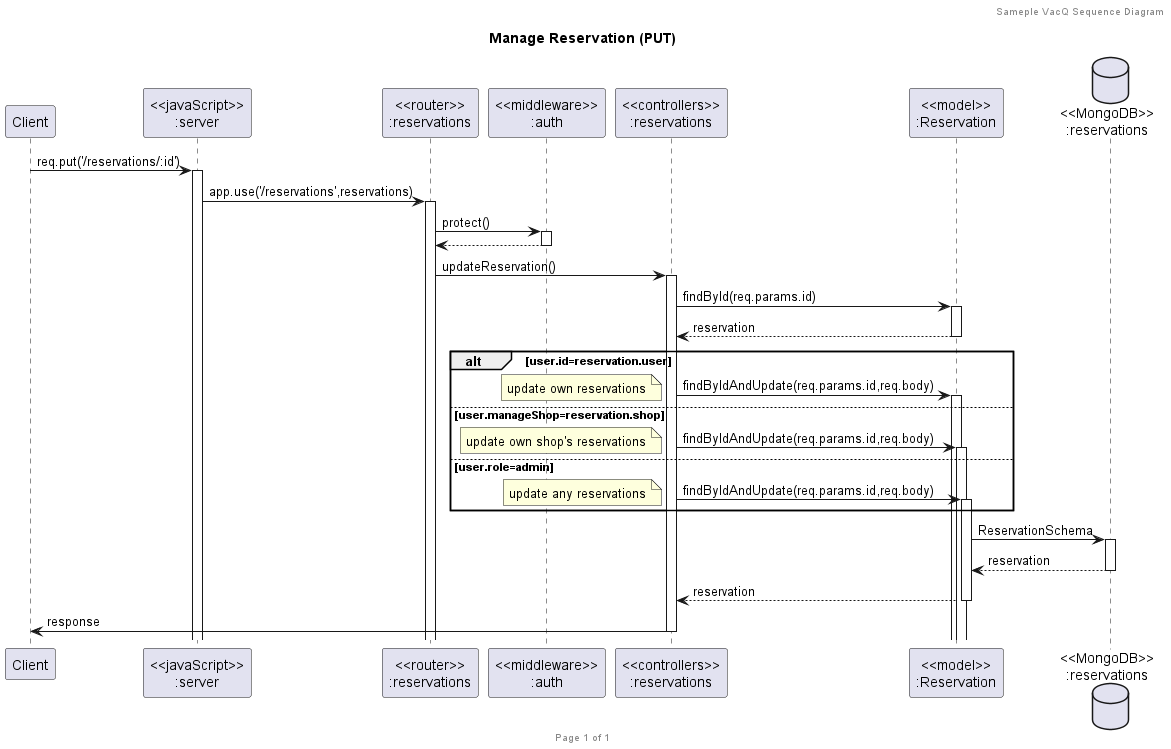 Sameple VacQ Sequence Diagram
Manage Reservation (PUT)
Client
<<javaScript>>
:server
<<router>>
:reservations
<<middleware>>
:auth
<<controllers>>
:reservations
<<model>>
:Reservation
<<MongoDB>>
:reservations
req.put('/reservations/:id')
app.use('/reservations',reservations)
protect()
updateReservation()
findById(req.params.id)
reservation
alt
[user.id=reservation.user]
update own reservations
findByIdAndUpdate(req.params.id,req.body)
[user.manageShop=reservation.shop]
update own shop's reservations
findByIdAndUpdate(req.params.id,req.body)
[user.role=admin]
update any reservations
findByIdAndUpdate(req.params.id,req.body)
ReservationSchema
reservation
reservation
response
Client
<<javaScript>>
:server
<<router>>
:reservations
<<middleware>>
:auth
<<controllers>>
:reservations
<<model>>
:Reservation
<<MongoDB>>
:reservations
Page 1 of 1